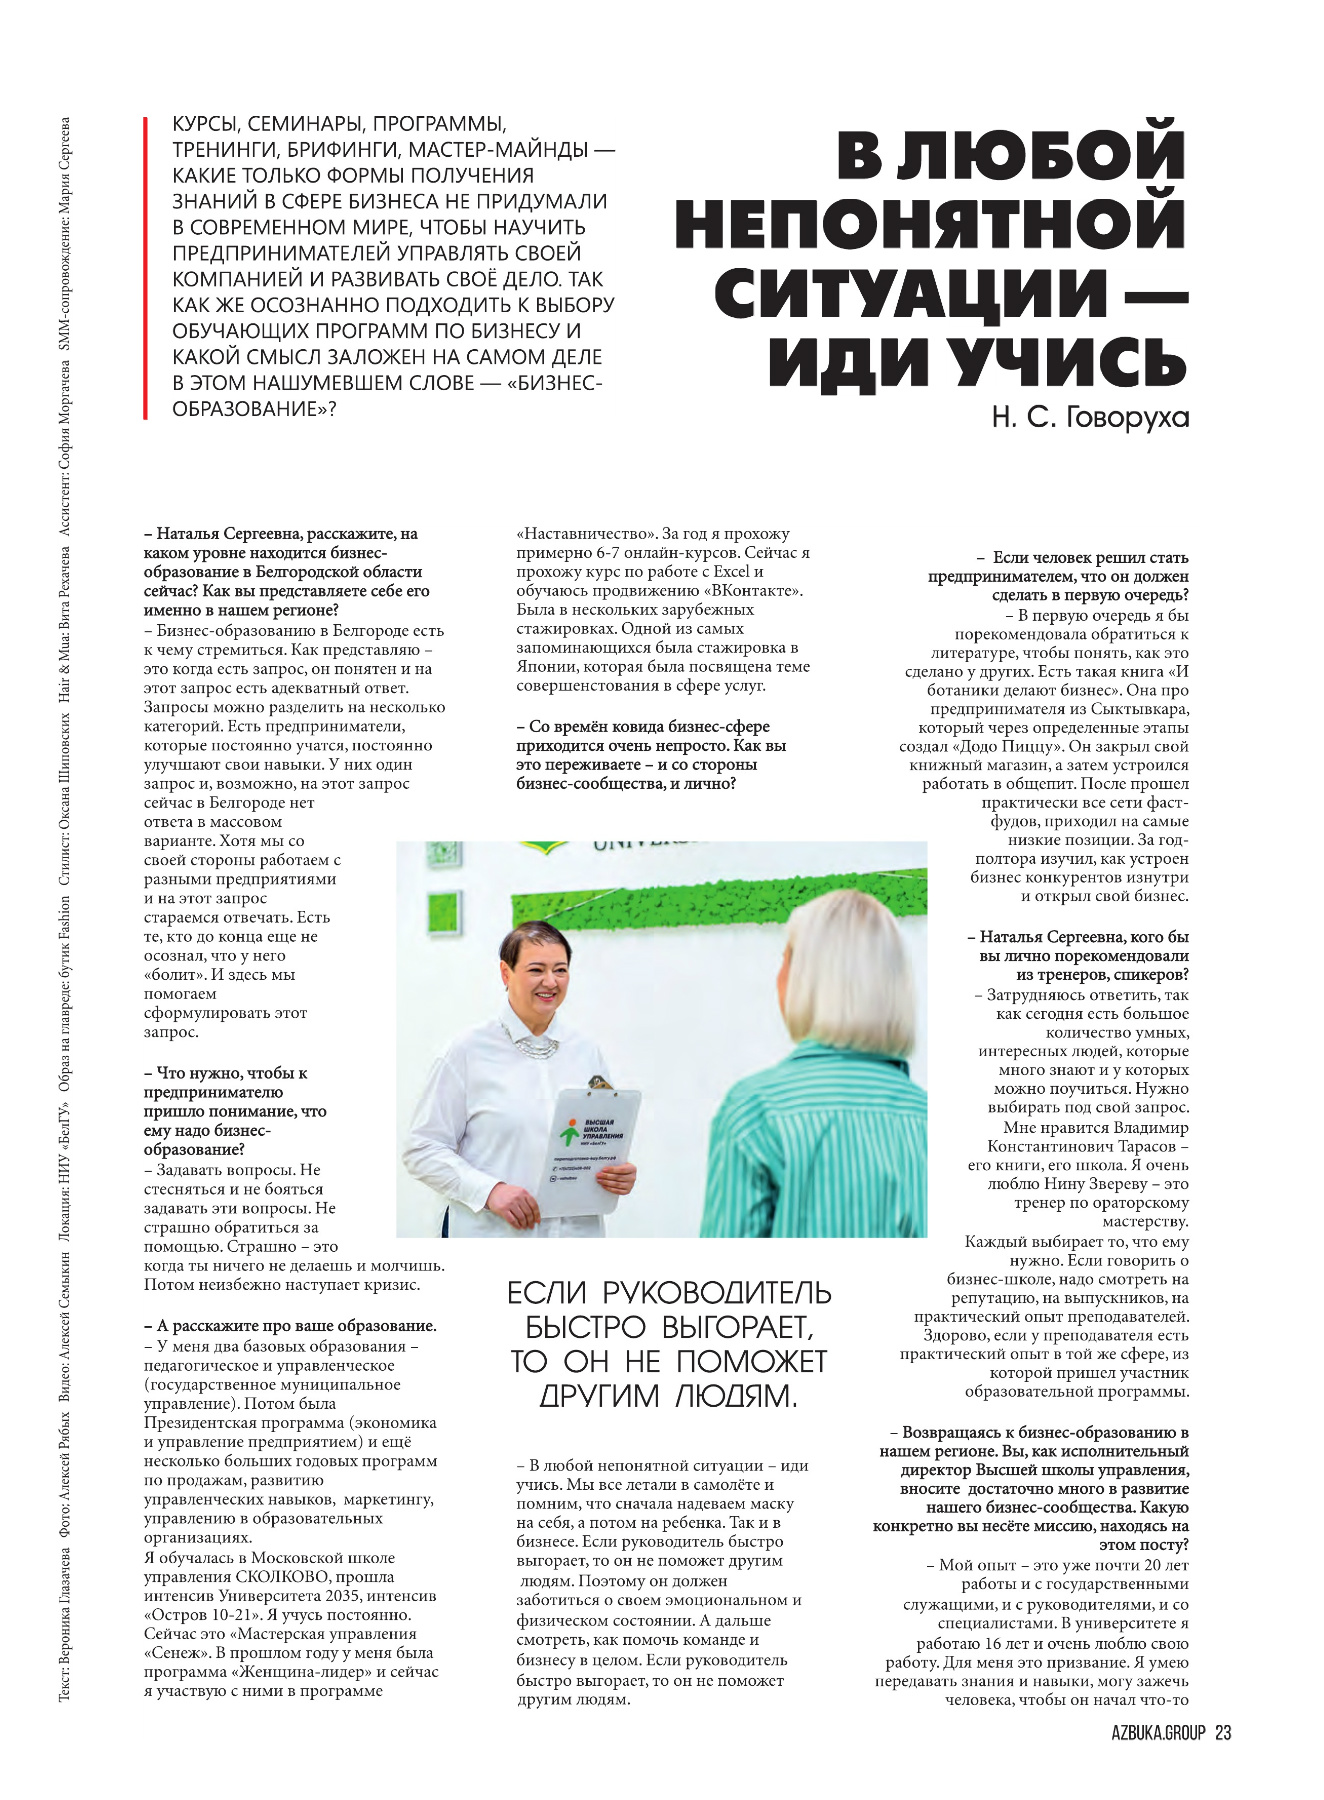 КУРСЫ, СЕМИНАРЫ, ПРОГРАММЫ,
ТРЕНИНГИ, БРИФИНГИ, МАСТЕР-МАЙНДЫ —
КАКИЕ ТОЛЬКО ФОРМЫ ПОЛУЧЕНИЯ
ЗНАНИЙ В СФЕРЕ БИЗНЕСА НЕ ПРИДУМАЛИ
В СОВРЕМЕННОМ МИРЕ, ЧТОБЫ НАУЧИТЬ
ПРЕДПРИНИМАТЕЛЕЙ УПРАВЛЯТЬ СВОЕЙ
КОМПАНИЕЙ И РАЗВИВАТЬ СВОЁ ДЕЛО. ТАК
КАК ЖЕ ОСОЗНАННО ПОДХОДИТЬ К ВЫБОРУ
ОБУЧАЮЩИХ ПРОГРАММ ПО БИЗНЕСУ И
КАКОЙ СМЫСЛ ЗАЛОЖЕН НА САМОМ ДЕЛЕ
В ЭТОМ НАШУМЕВШЕМ СЛОВЕ — «БИЗНЕС-
ОБРАЗОВАНИЕ»?
В ЛЮБОЙ
НЕПОНЯТНОЙ
СИТУАЦИИ —
ИДИ УЧИСЬ
Н. С. Говоруха
– Наталья Сергеевна, расскажите, на
каком уровне находится бизнес-
образование в Белгородской области
сейчас? Как вы представляете себе его
именно в нашем регионе?
– Бизнес-образованию в Белгороде есть
к чему стремиться. Как представляю –
это когда есть запрос, он понятен и на
этот запрос есть адекватный ответ.
Запросы можно разделить на несколько
категорий. Есть предприниматели,
которые постоянно учатся, постоянно
улучшают свои навыки. У них один
запрос и, возможно, на этот запрос
сейчас в Белгороде нет
ответа в массовом
варианте. Хотя мы со
своей стороны работаем с
разными предприятиями
и на этот запрос
стараемся отвечать. Есть
те, кто до конца еще не
осознал, что у него
«болит». И здесь мы
помогаем
сформулировать этот
запрос.
– Что нужно, чтобы к
предпринимателю
пришло понимание, что
ему надо бизнес-
образование?
– Задавать вопросы. Не
стесняться и не бояться
задавать эти вопросы. Не
страшно обратиться за
помощью. Страшно – это
когда ты ничего не делаешь и молчишь.
Потом неизбежно наступает кризис.
– А расскажите про ваше образование.
– У меня два базовых образования –
педагогическое и управленческое
(государственное муниципальное
управление). Потом была
Президентская программа (экономика
и управление предприятием) и ещё
несколько больших годовых программ
по продажам, развитию
управленческих навыков, маркетингу,
управлению в образовательных
организациях.
Я обучалась в Московской школе
управления СКОЛКОВО, прошла
интенсив Университета 2035, интенсив
«Остров 10-21». Я учусь постоянно.
Сейчас это «Мастерская управления
«Сенеж». В прошлом году у меня была
программа «Женщина-лидер» и сейчас
я участвую с ними в программе
«Наставничество». За год я прохожу
примерно 6-7 онлайн-курсов. Сейчас я
прохожу курс по работе с Excel и
обучаюсь продвижению «ВКонтакте».
Была в нескольких зарубежных
стажировках. Одной из самых
запоминающихся была стажировка в
Японии, которая была посвящена теме
совершенстования в сфере услуг.
– Со времён ковида бизнес-сфере
приходится очень непросто. Как вы
это переживаете – и со стороны
бизнес-сообщества, и лично?
ВЫСШАЯ
ШКОЛА
УПРАВЛЕНИЯ
НИУ «БелГУ»
ЕСЛИ РУКОВОДИТЕЛЬ
БЫСТРО ВЫГОРАЕТ,
ТО ОН НЕ ПОМОЖЕТ
ДРУГИМ ЛЮДЯМ.
– В любой непонятной ситуации – иди
учись. Мы все летали в самолёте и
помним, что сначала надеваем маску
на себя, а потом на ребенка. Так и в
бизнесе. Если руководитель быстро
выгорает, то он не поможет другим
людям. Поэтому он должен
заботиться о своем эмоциональном и
физическом состоянии. А дальше
смотреть, как помочь команде и
бизнесу в целом. Если руководитель
быстро выгорает, то он не поможет
другим людям.
– Если человек решил стать
предпринимателем, что он должен
сделать в первую очередь?
– В первую очередь я бы
порекомендовала обратиться к
литературе, чтобы понять, как это
сделано у других. Есть такая книга «И
ботаники делают бизнес». Она про
предпринимателя из Сыктывкара,
который через определенные этапы
создал «Додо Пиццу». Он закрыл свой
книжный магазин, а затем устроился
работать в общепит. После прошел
практически все сети фаст-
фудов, приходил на самые
низкие позиции. За год-
полтора изучил, как устроен
бизнес конкурентов изнутри
и открыл свой бизнес.
– Наталья Сергеевна, кого бы
вы лично порекомендовали
из тренеров, спикеров?
– Затрудняюсь ответить, так
как сегодня есть большое
количество умных,
интересных людей, которые
много знают и у которых
можно поучиться. Нужно
выбирать под свой запрос.
Мне нравится Владимир
Константинович Тарасов –
его книги, его школа. Я очень
люблю Нину Звереву – это
тренер по ораторскому
мастерству.
Каждый выбирает то, что ему
нужно. Если говорить о
бизнес-школе, надо смотреть на
репутацию, на выпускников, на
практический опыт преподавателей.
Здорово, если у преподавателя есть
практический опыт в той же сфере, из
которой пришел участник
образовательной программы.
– Возвращаясь к бизнес-образованию в
нашем регионе. Вы, как исполнительный
директор Высшей школы управления,
вносите достаточно много в развитие
нашего бизнес-сообщества. Какую
конкретно вы несёте миссию, находясь на
этом посту?
– Мой опыт – это уже почти 20 лет
работы и с государственными
служащими, и с руководителями, и со
специалистами. В университете я
работаю 16 лет и очень люблю свою
работу. Для меня это призвание. Я умею
передавать знания и навыки, могу зажечь
человека, чтобы он начал что-то
Текст: Вероника Глазачева Фото: Алексей Рябых Видео: Алексей Семыкин Локация: НИУ «БелГУ» Образ на главреде: бутик Fashion Стилист: Оксана Шиповских Hair & Mua: Вита Рехачева Ассистент: София Моргачева SMM-сопровождение: Мария Сергеева
AZBUKA.GROUP 23